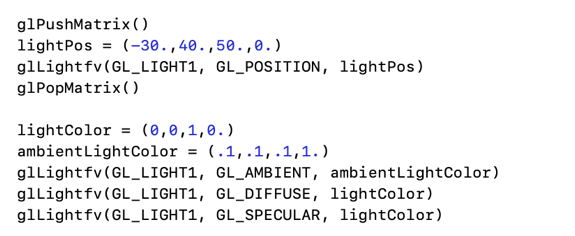 glPushMatrix()
lightPos = (-30.,40.,50.,0.)
glLightfv(GL_LIGHT1, GL_POSITION, lightPos)
glPopMatrix()
lightColor = (0,0,1,0.)
ambientLightColor = (.1,.1,.1,1.)
glLightfv(GL_LIGHT1, GL_AMBIENT, ambientLightColor)
glLightfv(GL_LIGHT1, GL_DIFFUSE, lightColor)
glLightfv(GL_LIGHT1, GL_SPECULAR, lightColor)